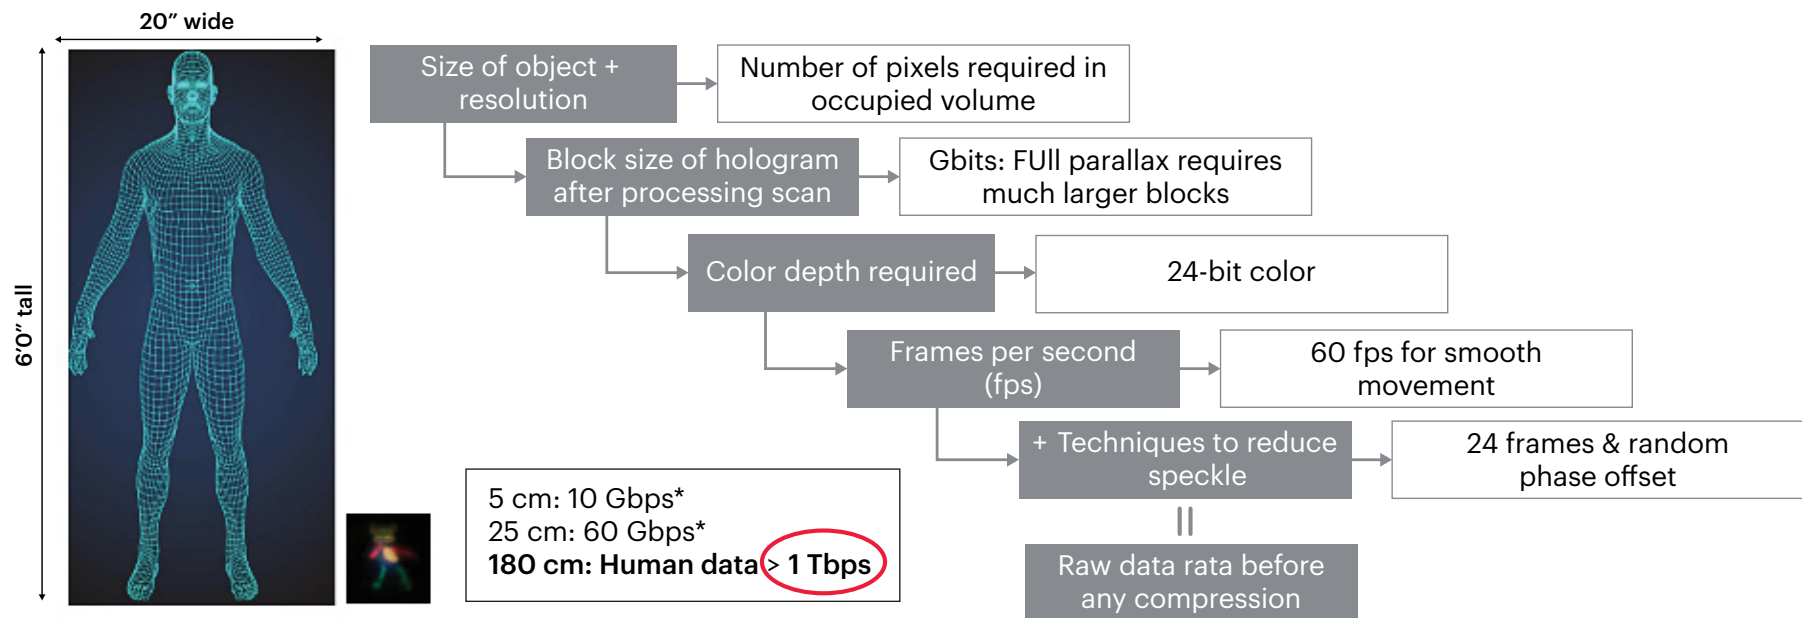 20″ wide
6′0″ tall
Size of object +
resolution
Number of pixels required in
occupied volume
Block size of hologram
after processing scan
Gbits: FUll parallax requires
much larger blocks
Color depth required
24-bit color
Frames per second
(fps)
60 fps for smooth
movement
+ Techniques to reduce
speckle
24 frames & random
phase offset
Raw data rata before
any compression
5 cm: 10 Gbps*
25 cm: 60 Gbps*
180 cm: Human data > 1 Tbps